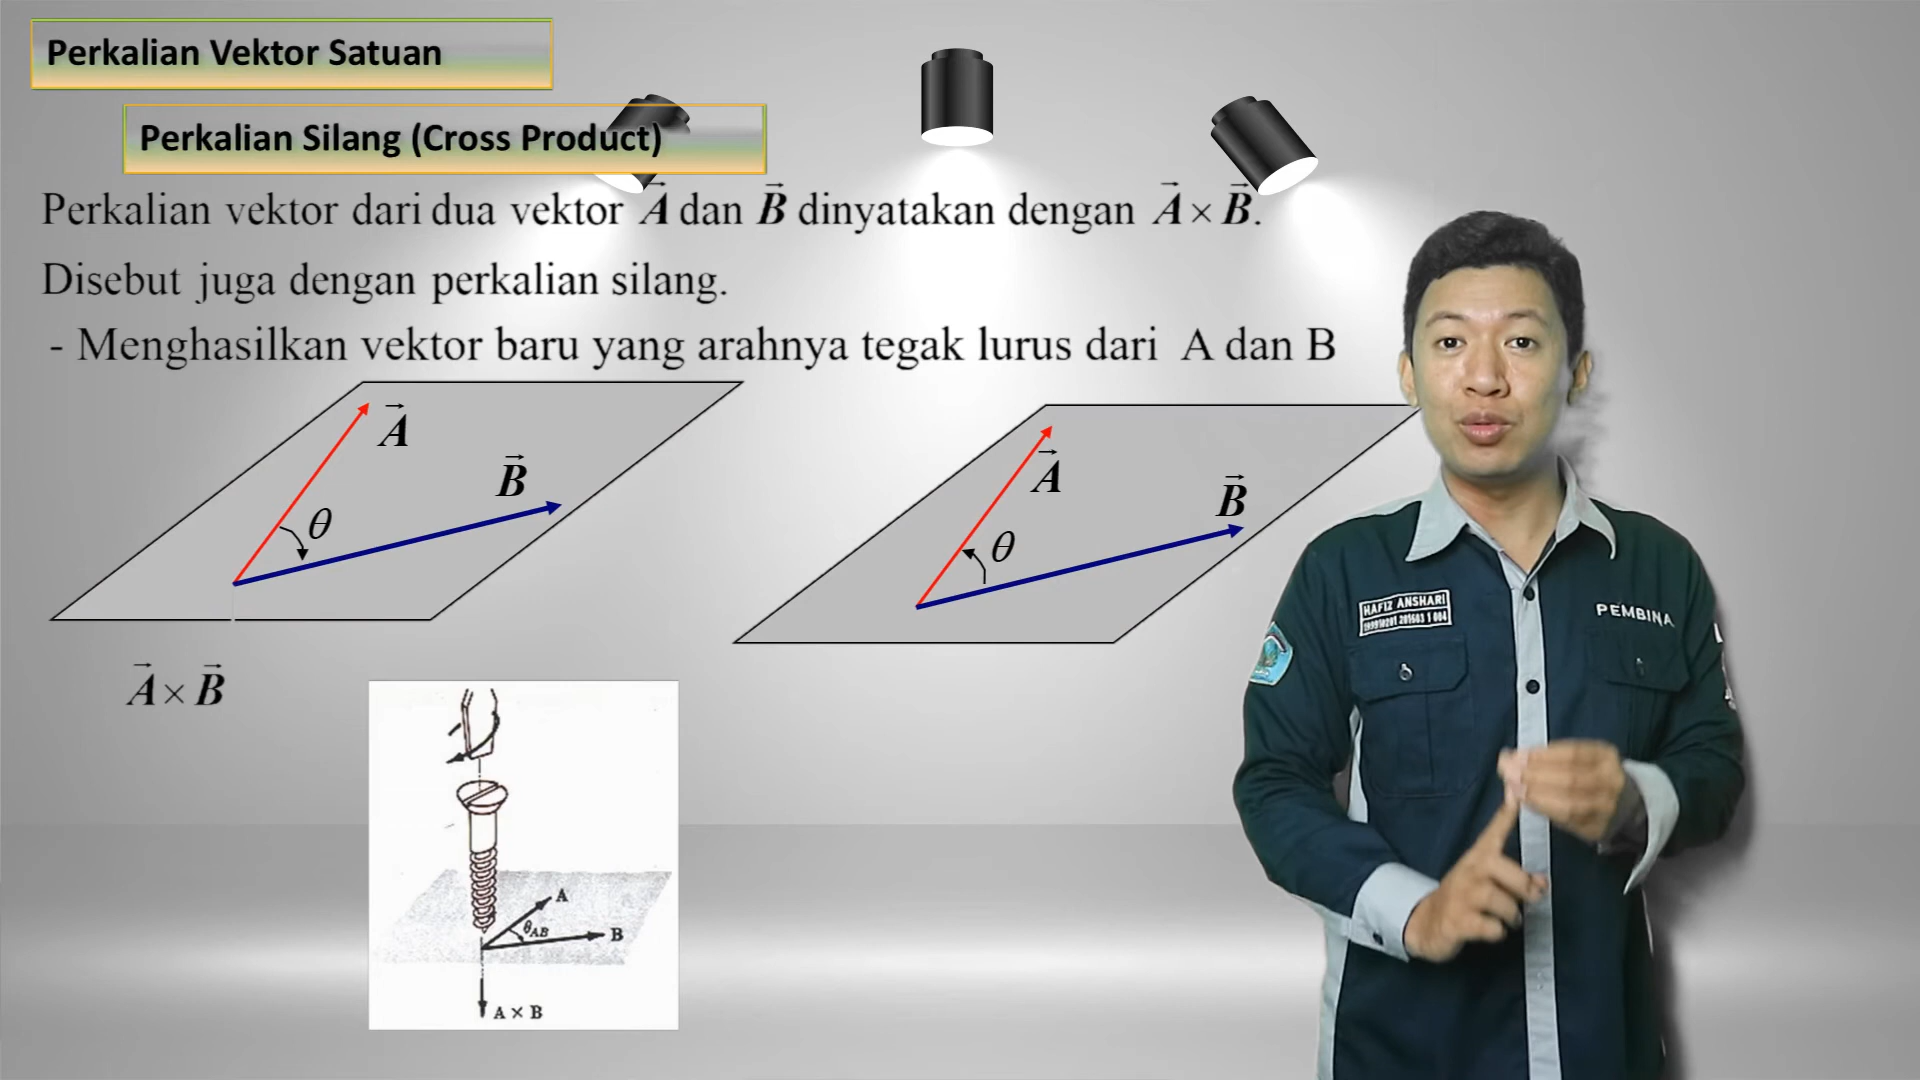 Perkalian Vektor Satuan
Perkalian Silang (Cross Product)
Perkalian vektor dari dua vektor A⃗ dan B⃗ dinyatakan dengan A⃗ × B⃗.
Disebut juga dengan perkalian silang.
- Menghasilkan vektor baru yang arahnya tegak lurus dari A dan B
A⃗
B⃗
θ
A⃗
B⃗
θ
A⃗ × B⃗
A
θAB
B
A × B
HAFIZ ANSHARI
PEMBINA